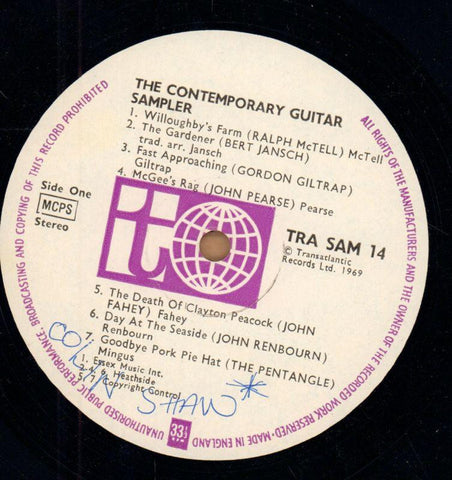 UNAUTHORISED PUBLIC PERFORMANCE, BROADCASTING AND COPYING OF THIS RECORD PROHIBITED
ALL RIGHTS OF THE MANUFACTURERS AND THE OWNER OF THE RECORDED WORK RESERVED·MADE IN ENGLAND
THE CONTEMPORARY GUITAR
SAMPLER
1. Willoughby's Farm (RALPH McTELL) McTell
2. The Gardener (BERT JANSCH)
trad. arr. Jansch
3. Fast Approaching (GORDON GILTRAP)
Giltrap
4. McGee's Rag (JOHN PEARSE) Pearse
Side One
MCPS
Stereo
it
TRA SAM 14
℗ Transatlantic
Records Ltd. 1969
5. The Death Of Clayton Peacock (JOHN
FAHEY) Fahey
6. Day At The Seaside (JOHN RENBOURN)
Renbourn
7. Goodbye Pork Pie Hat (THE PENTANGLE)
Mingus
1. Essex Music Int.
2. 4. 6. Heathside
5. 7. Copyright Control
COLIN SHAW*
33⅓